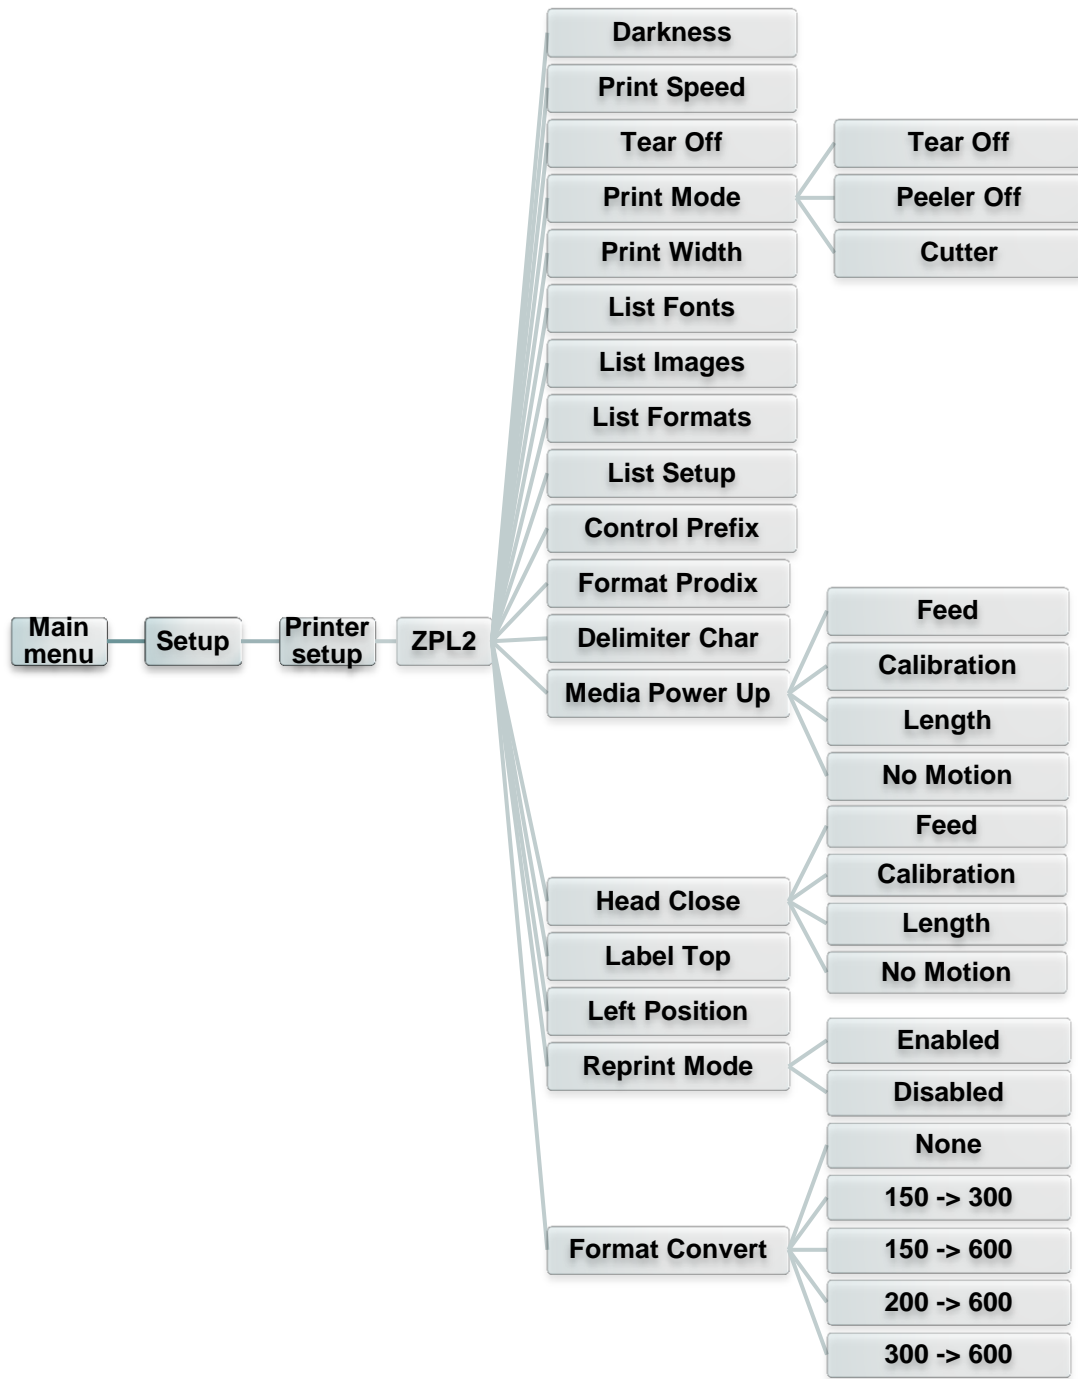 Main
menu
Setup
Printer
setup
ZPL2
Darkness
Print Speed
Tear Off
Print Mode
Tear Off
Peeler Off
Cutter
Print Width
List Fonts
List Images
List Formats
List Setup
Control Prefix
Format Prodix
Delimiter Char
Media Power Up
Feed
Calibration
Length
No Motion
Head Close
Feed
Calibration
Length
No Motion
Label Top
Left Position
Reprint Mode
Enabled
Disabled
Format Convert
None
150 -> 300
150 -> 600
200 -> 600
300 -> 600